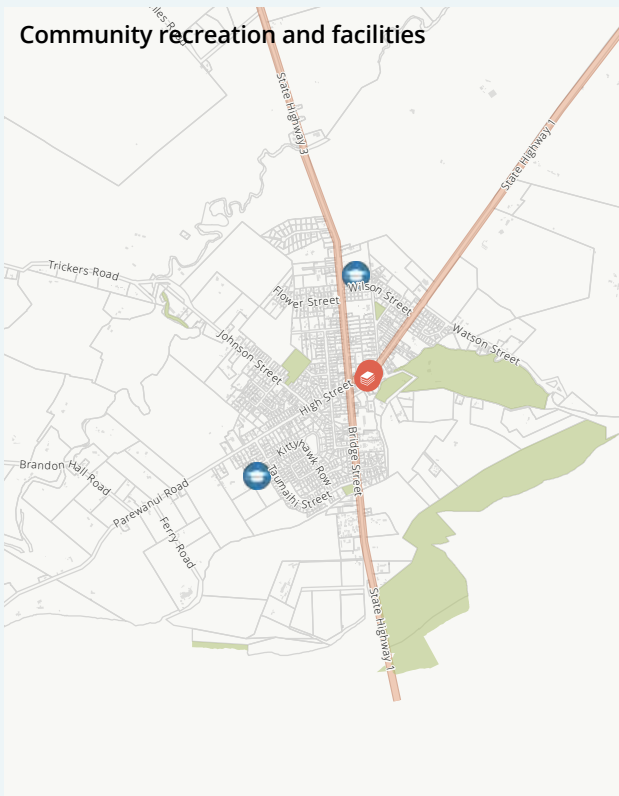 Community recreation and facilities
State Highway 3
State Highway 1
Trickers Road
Flower Street
Wilson Street
Watson Street
Johnson Street
High Street
Kittyhawk Row
Bridge Street
Taumaihi Street
Brandon Hall Road
Parewanui Road
Ferry Road
State Highway 1